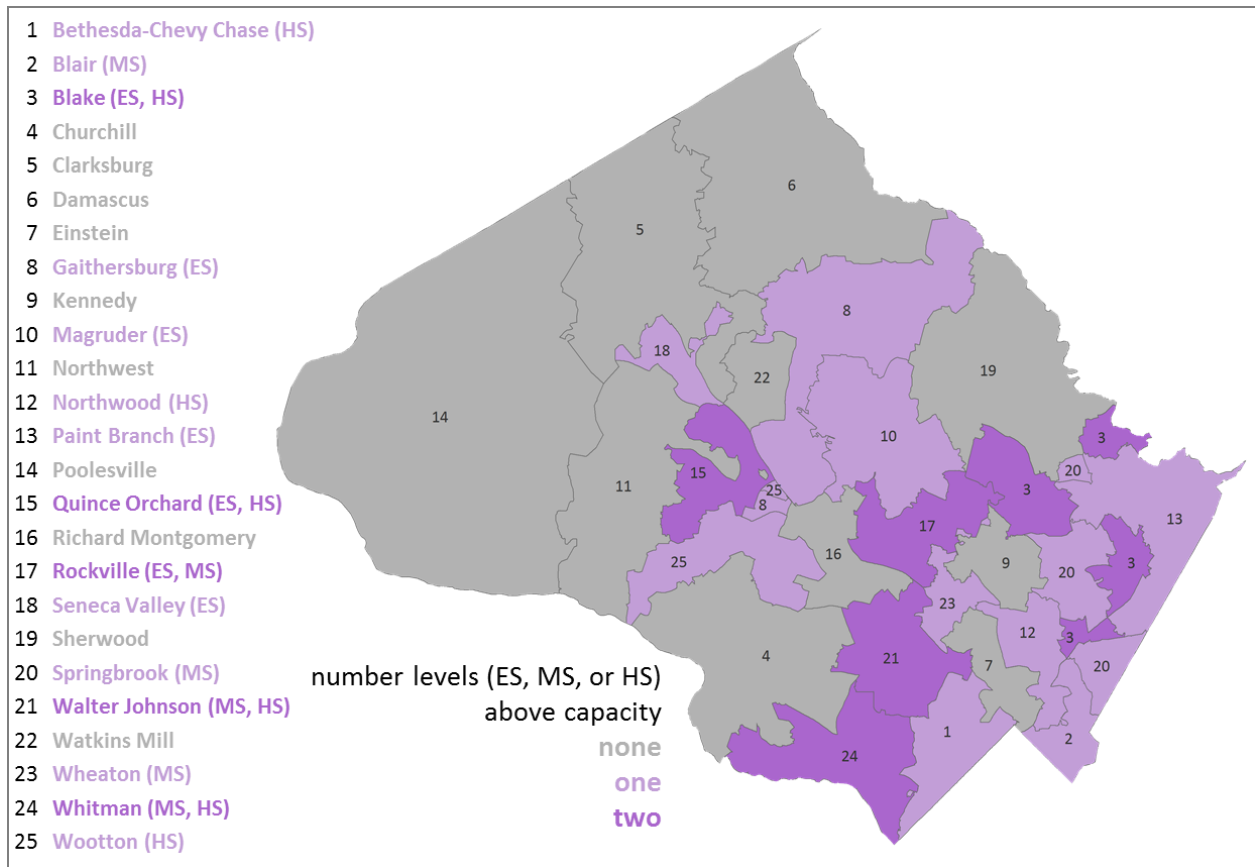 1 Bethesda-Chevy Chase (HS)
2 Blair (MS)
3 Blake (ES, HS)
4 Churchill
5 Clarksburg
6 Damascus
7 Einstein
8 Gaithersburg (ES)
9 Kennedy
10 Magruder (ES)
11 Northwest
12 Northwood (HS)
13 Paint Branch (ES)
14 Poolesville
15 Quince Orchard (ES, HS)
16 Richard Montgomery
17 Rockville (ES, MS)
18 Seneca Valley (ES)
19 Sherwood
20 Springbrook (MS)
21 Walter Johnson (MS, HS)
22 Watkins Mill
23 Wheaton (MS)
24 Whitman (MS, HS)
25 Wootton (HS)
number levels (ES, MS, or HS)
above capacity
none
one
two
6
5
8
18
22
19
14
10
3
15
20
11
25
3
8
13
17
16
25
9
20
3
23
12
3
4
21
7
20
1
2
24